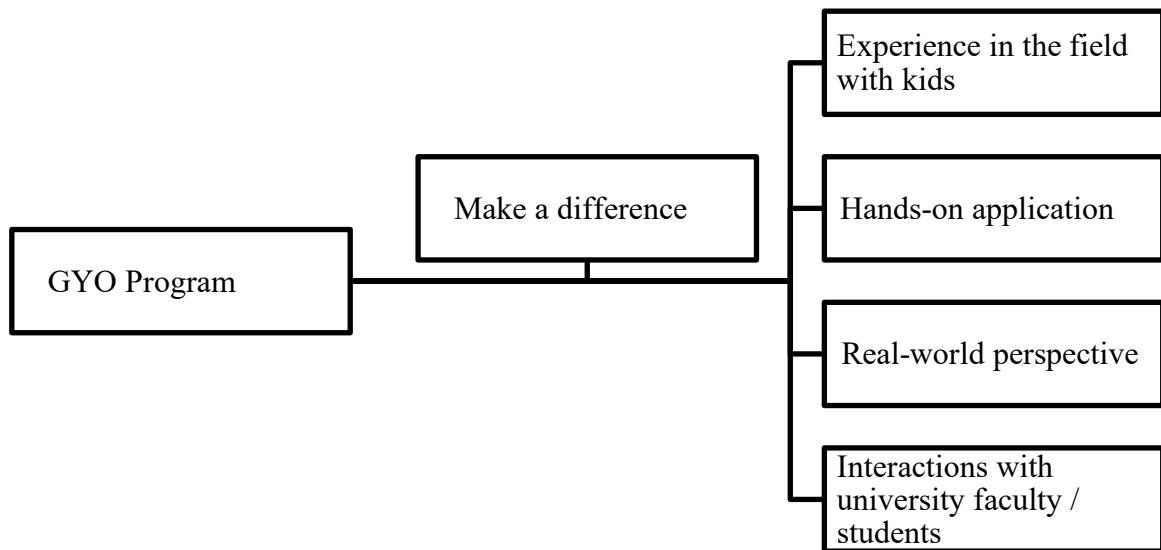 GYO Program
Make a difference
Experience in the field
with kids
Hands-on application
Real-world perspective
Interactions with
university faculty /
students